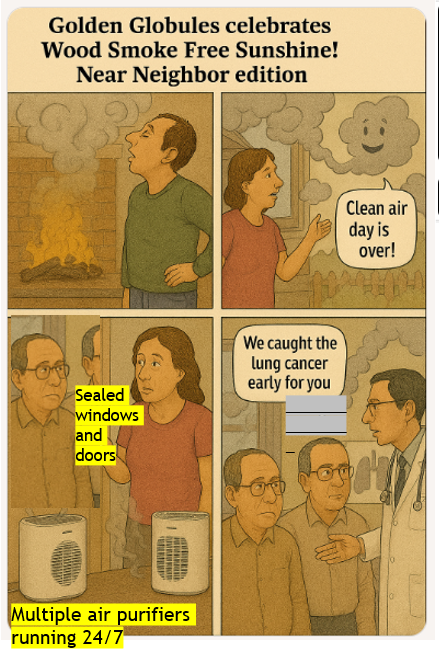 Golden Globules celebrates
Wood Smoke Free Sunshine!
Near Neighbor edition
Clean air
day is
over!
Sealed
windows
and
doors
Multiple air purifiers
running 24/7
We caught the
lung cancer
early for you